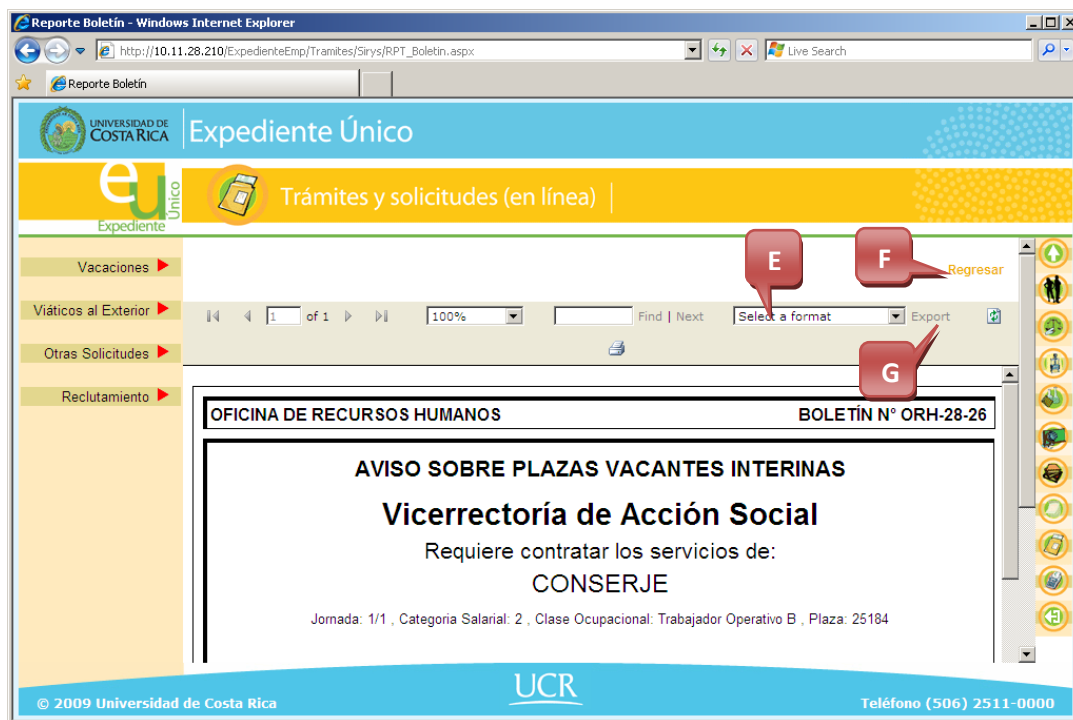 Reporte Boletín - Windows Internet Explorer
http://10.11.28.210/ExpedienteEmp/Tramites/Sirys/RPT_Boletin.aspx
Live Search
Reporte Boletín
UNIVERSIDAD DE
COSTA RICA
Expediente Único
eu
Único
Expediente
Trámites y solicitudes (en línea)
E
F
Regresar
Vacaciones
Viáticos al Exterior
Otras Solicitudes
Reclutamiento
1 of 1 100% Find | Next Select a format Export
G
OFICINA DE RECURSOS HUMANOS BOLETÍN N° ORH-28-26
AVISO SOBRE PLAZAS VACANTES INTERINAS
Vicerrectoría de Acción Social
Requiere contratar los servicios de:
CONSERJE
Jornada: 1/1 , Categoria Salarial: 2 , Clase Ocupacional: Trabajador Operativo B , Plaza: 25184
UCR
© 2009 Universidad de Costa Rica Teléfono (506) 2511-0000